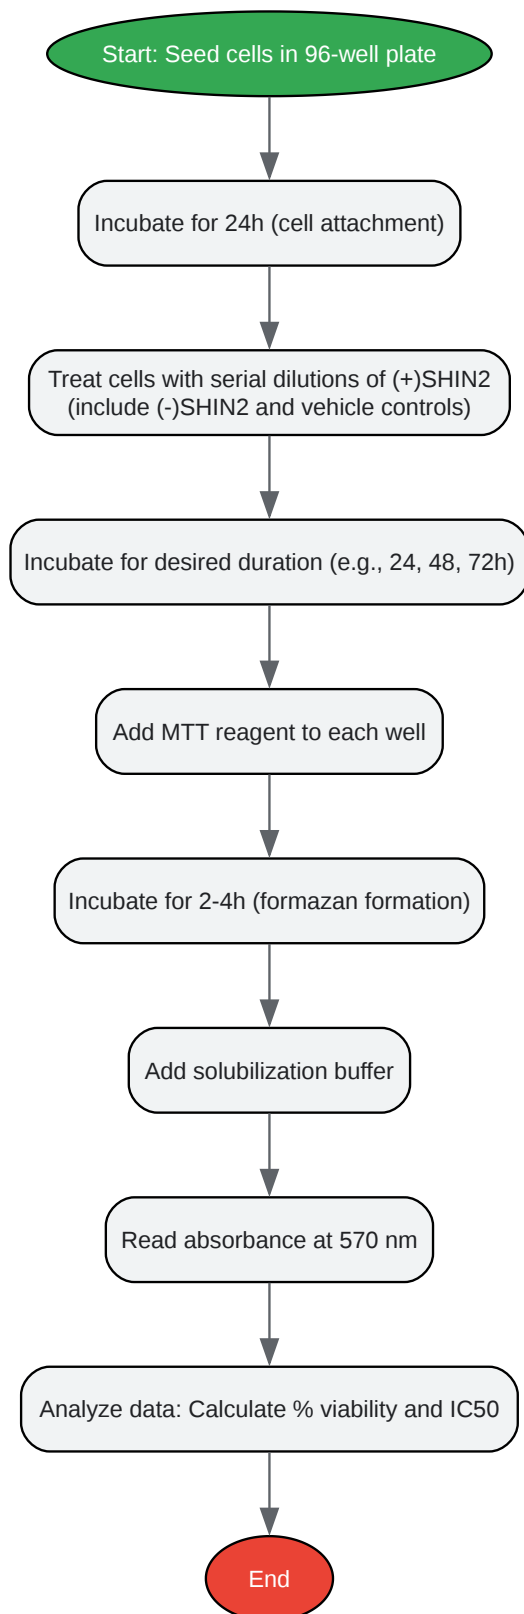 Start: Seed cells in 96-well plate
Incubate for 24h (cell attachment)
Treat cells with serial dilutions of (+)SHIN2
(include (-)SHIN2 and vehicle controls)
Incubate for desired duration (e.g., 24, 48, 72h)
Add MTT reagent to each well
Incubate for 2-4h (formazan formation)
Add solubilization buffer
Read absorbance at 570 nm
Analyze data: Calculate % viability and IC50
End